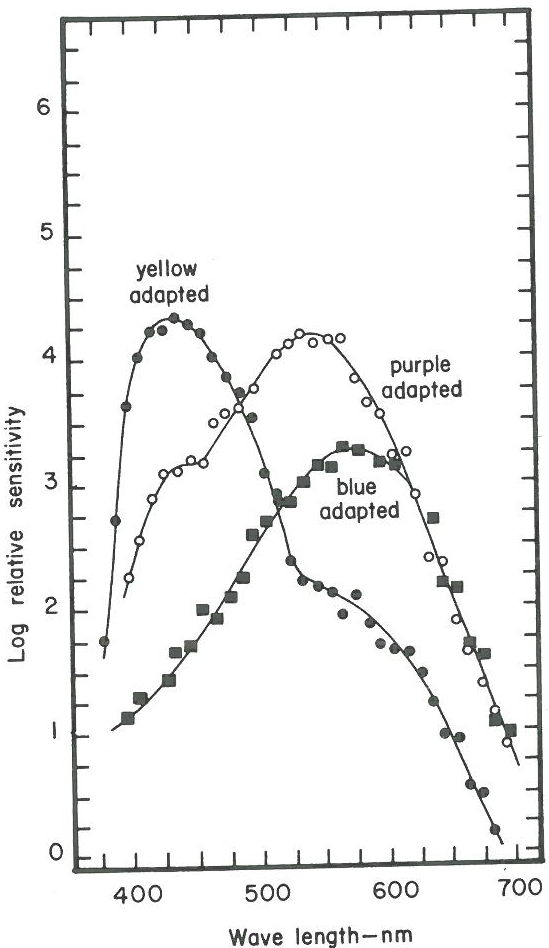 6
5
yellow
adapted
4
purple
adapted
3
blue
adapted
2
1
0
Log relative sensitivity
400 500 600 700
Wave length—nm